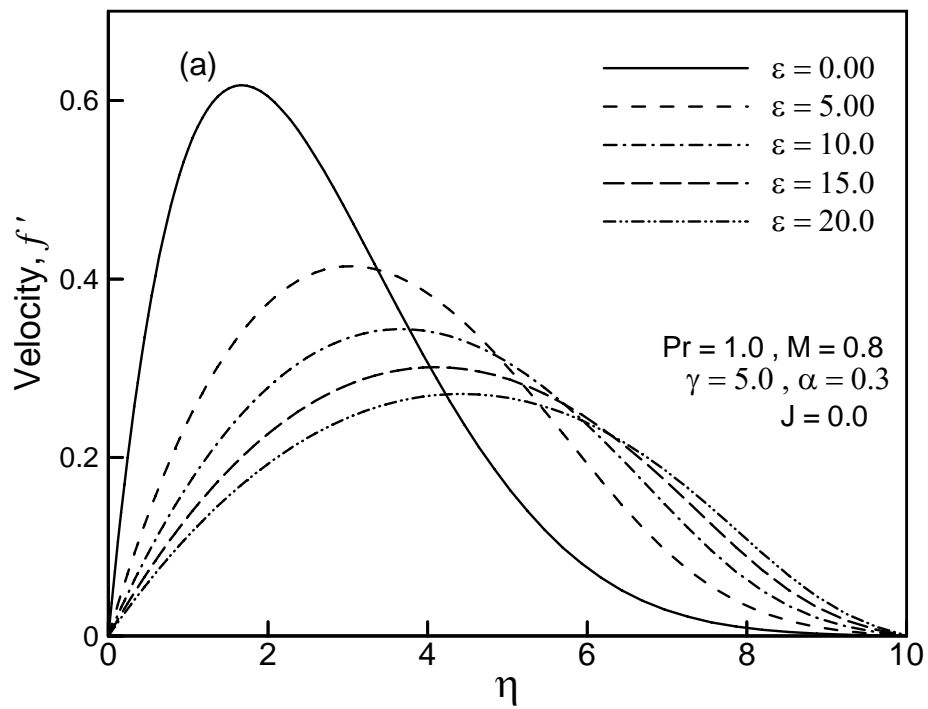 (a)
ε = 0.00
ε = 5.00
ε = 10.0
ε = 15.0
ε = 20.0
Pr = 1.0 , M = 0.8
γ = 5.0 , α = 0.3
J = 0.0
Velocity, f ′
0.6
0.4
0.2
0
0 2 4 6 8 10
η